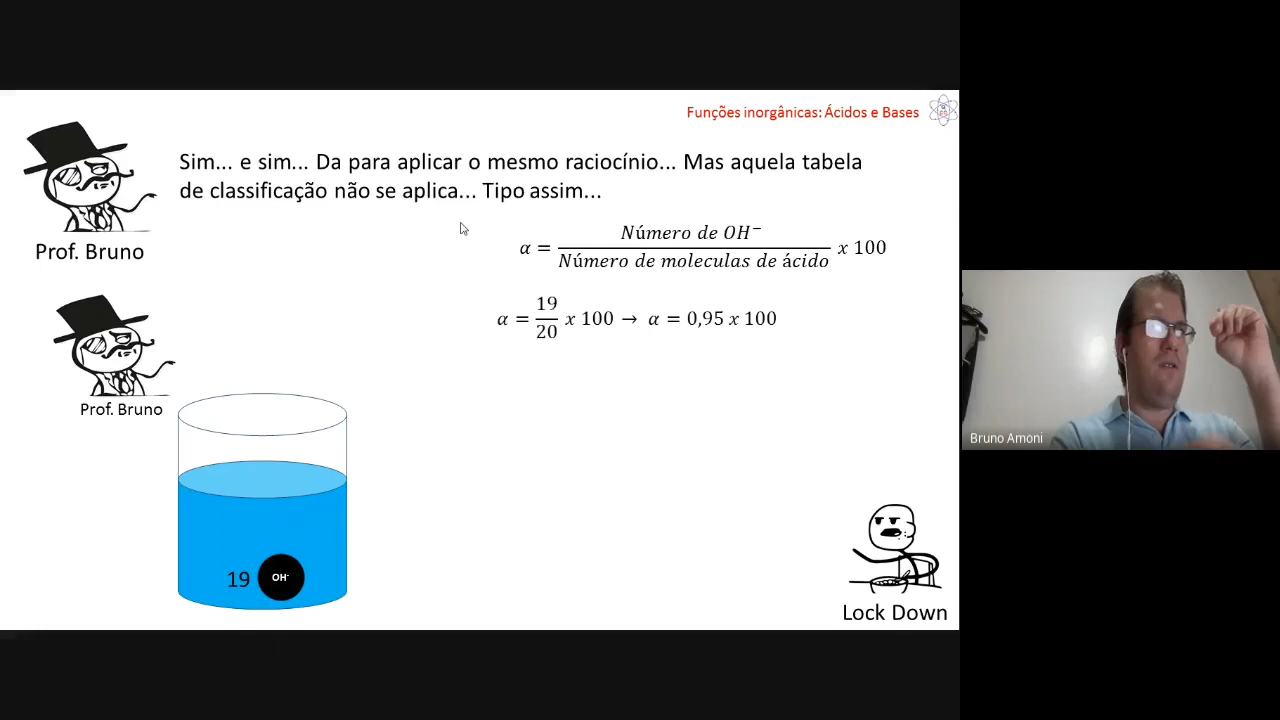 Funções inorgânicas: Ácidos e Bases
Sim... e sim... Da para aplicar o mesmo raciocínio... Mas aquela tabela
de classificação não se aplica... Tipo assim...
Prof. Bruno
α = Número de OH⁻ / Número de moleculas de ácido x 100
α = 19/20 x 100 → α = 0,95 x 100
Prof. Bruno
19 OH⁻
Bruno Amoni
Lock Down